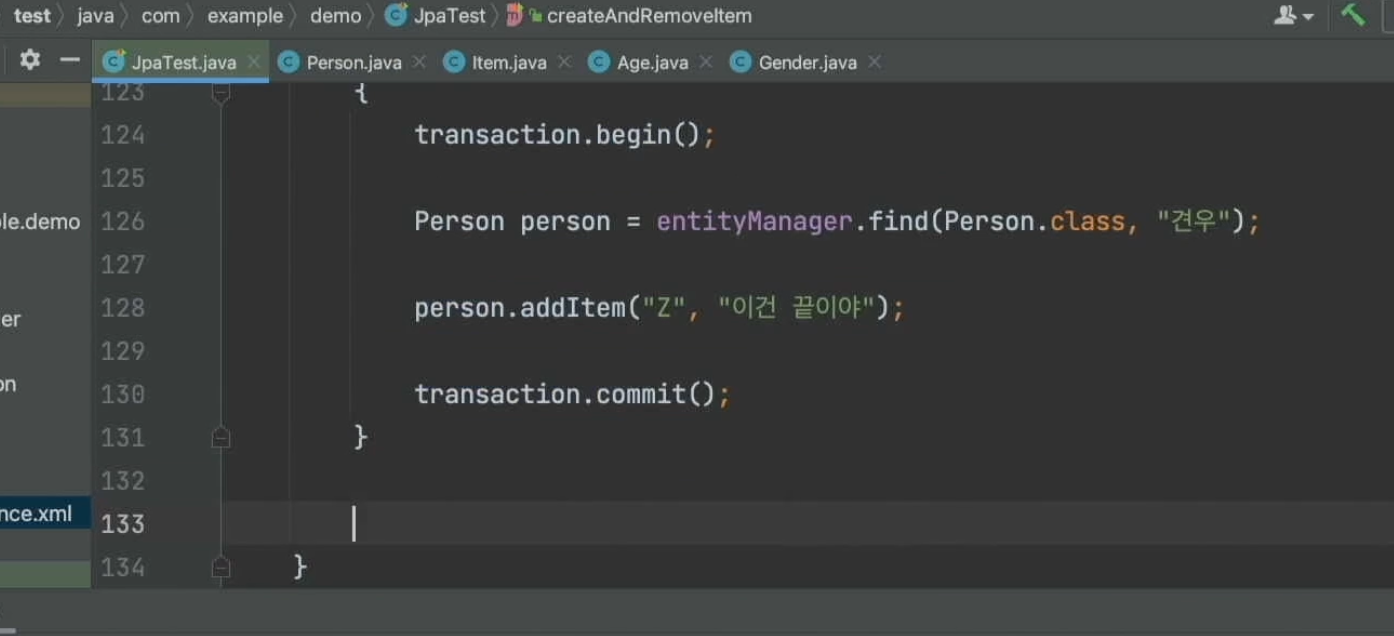 test java com example demo JpaTest createAndRemoveItem
JpaTest.java Person.java Item.java Age.java Gender.java
123 {
124 transaction.begin();
125
le.demo 126 Person person = entityManager.find(Person.class, "견우");
127
er 128 person.addItem("Z", "이건 끝이야");
129
on 130 transaction.commit();
131 }
132
nce.xml 133
134 }